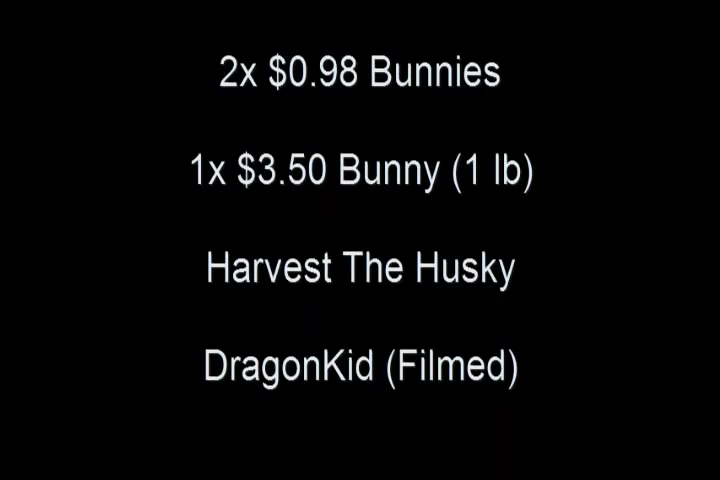 2x $0.98 Bunnies
1x $3.50 Bunny (1 lb)
Harvest The Husky
DragonKid (Filmed)